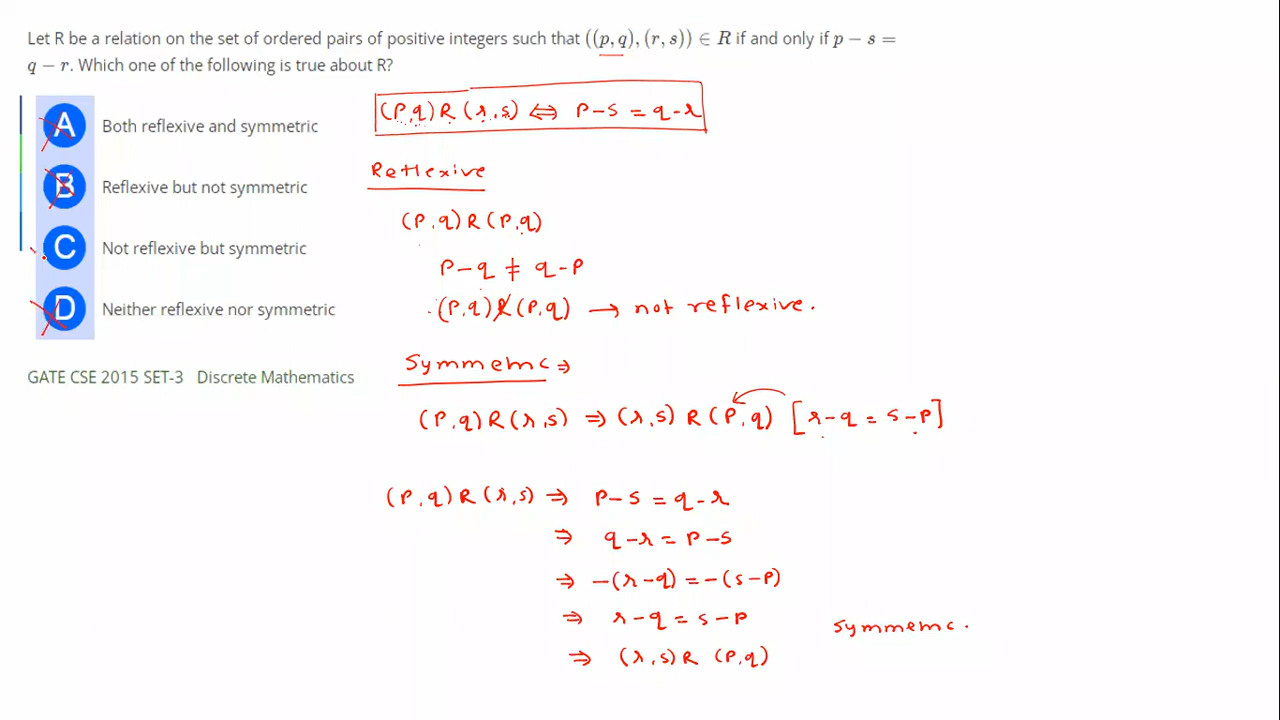 Let R be a relation on the set of ordered pairs of positive integers such that ((p, q), (r, s)) ∈ R if and only if p − s =
q − r. Which one of the following is true about R?
(P,q) R (r,s) ⇔ P-s = q-r
A Both reflexive and symmetric
Reflexive
B Reflexive but not symmetric
(P,q) R (P,q)
C Not reflexive but symmetric
P-q ≠ q-P
D Neither reflexive nor symmetric
(P,q) R̸ (P,q) → not reflexive.
Symmemc ⇒
GATE CSE 2015 SET-3 Discrete Mathematics
(P,q) R (r,s) ⇒ (r,s) R (P,q) [r-q = s-P]
(P,q) R (r,s) ⇒ P-s = q-r
⇒ q-r = P-s
⇒ -(r-q) = -(s-P)
⇒ r-q = s-P
symmemc.
⇒ (r,s) R (P,q)